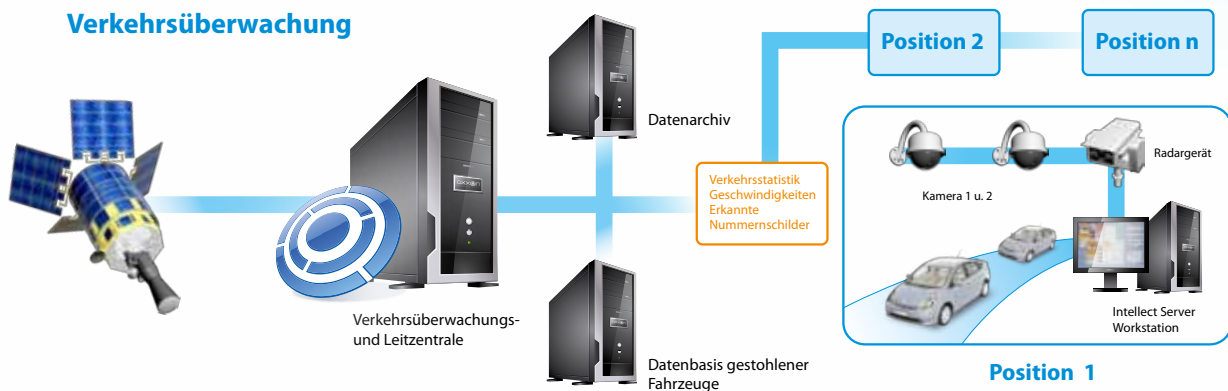 Verkehrsüberwachung
Position 2
Position n
Datenarchiv
Radargerät
Verkehrsstatistik
Geschwindigkeiten
Erkannte
Nummernschilder
Kamera 1 u. 2
Verkehrsüberwachungs-
und Leitzentrale
Intellect Server
Workstation
Datenbasis gestohlener
Fahrzeuge
Position 1